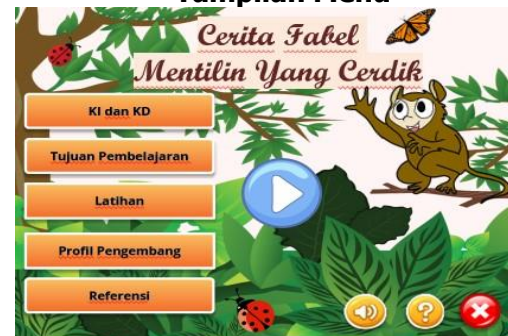 Tampilan Menu
Cerita Fabel
Mentilin Yang Cerdik
KI dan KD
Tujuan Pembelajaran
Latihan
Profil Pengembang
Referensi
?